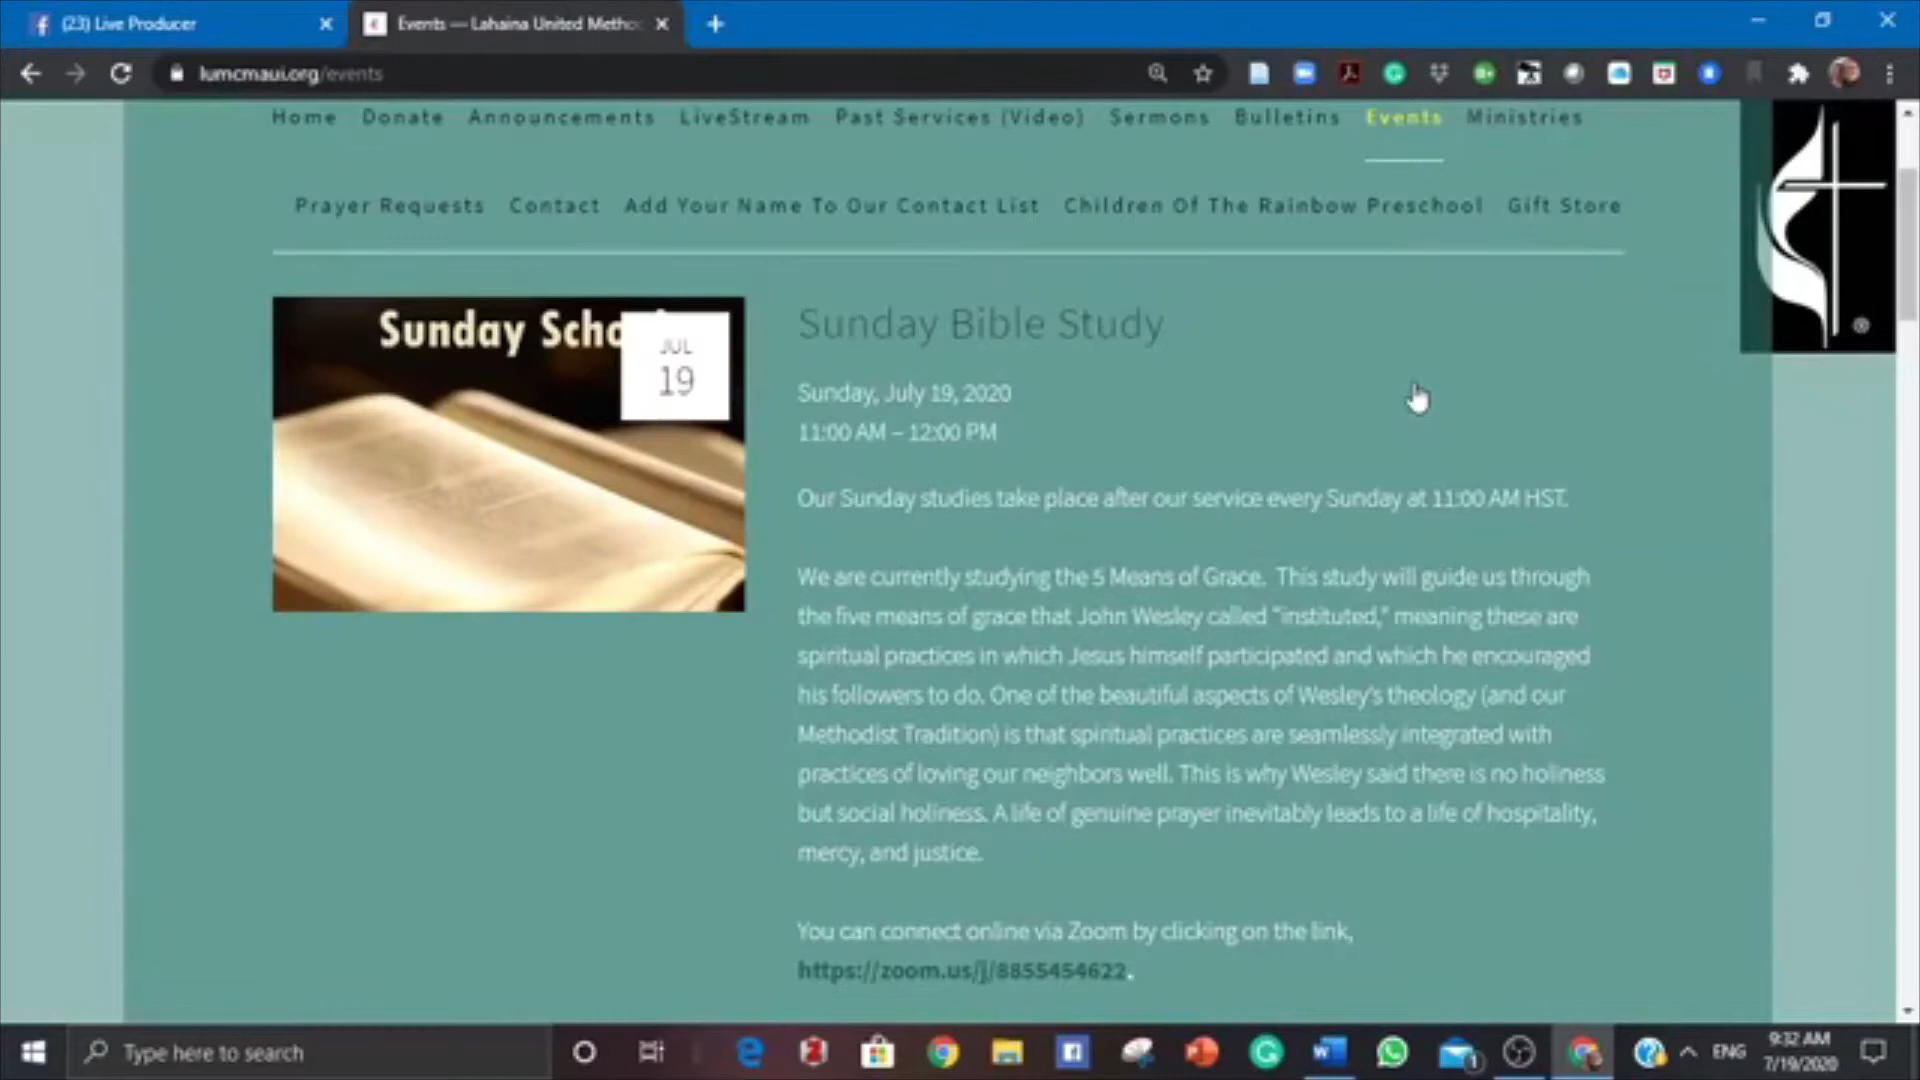 (23) Live Producer
Events — Lahaina United Metho
lumcmaui.org/events
Home Donate Announcements LiveStream Past Services (Video) Sermons Bulletins Events Ministries
Prayer Requests Contact Add Your Name To Our Contact List Children Of The Rainbow Preschool Gift Store
®
Sunday Scho
JUL
19
Sunday Bible Study
Sunday, July 19, 2020
11:00 AM – 12:00 PM
Our Sunday studies take place after our service every Sunday at 11:00 AM HST.
We are currently studying the 5 Means of Grace. This study will guide us through
the five means of grace that John Wesley called “instituted,” meaning these are
spiritual practices in which Jesus himself participated and which he encouraged
his followers to do. One of the beautiful aspects of Wesley's theology (and our
Methodist Tradition) is that spiritual practices are seamlessly integrated with
practices of loving our neighbors well. This is why Wesley said there is no holiness
but social holiness. A life of genuine prayer inevitably leads to a life of hospitality,
mercy, and justice.
You can connect online via Zoom by clicking on the link,
https://zoom.us/j/8855454622.
Type here to search
ENG
9:32 AM
7/19/2020